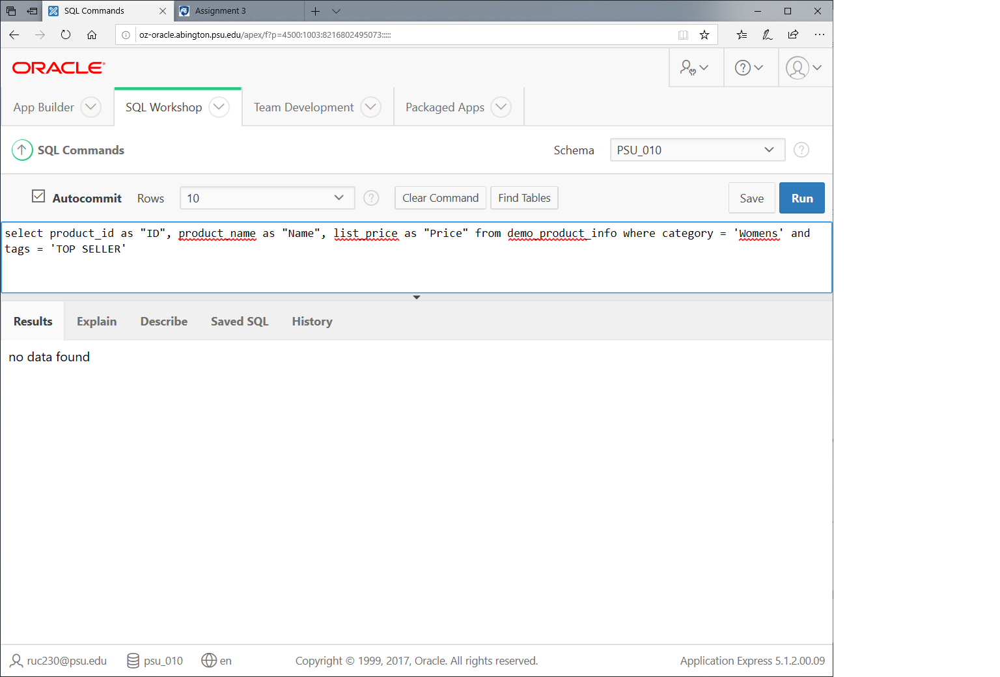 SQL Commands
Assignment 3
oz-oracle.abington.psu.edu/apex/f?p=4500:1003:8216802495073:::::
ORACLE
App Builder
SQL Workshop
Team Development
Packaged Apps
SQL Commands
Schema
PSU_010
?
Autocommit
Rows
10
?
Clear Command
Find Tables
Save
Run
select product_id as "ID", product_name as "Name", list_price as "Price" from demo_product_info where category = 'Womens' and
tags = 'TOP SELLER'
Results
Explain
Describe
Saved SQL
History
no data found
ruc230@psu.edu
psu_010
en
Copyright © 1999, 2017, Oracle. All rights reserved.
Application Express 5.1.2.00.09